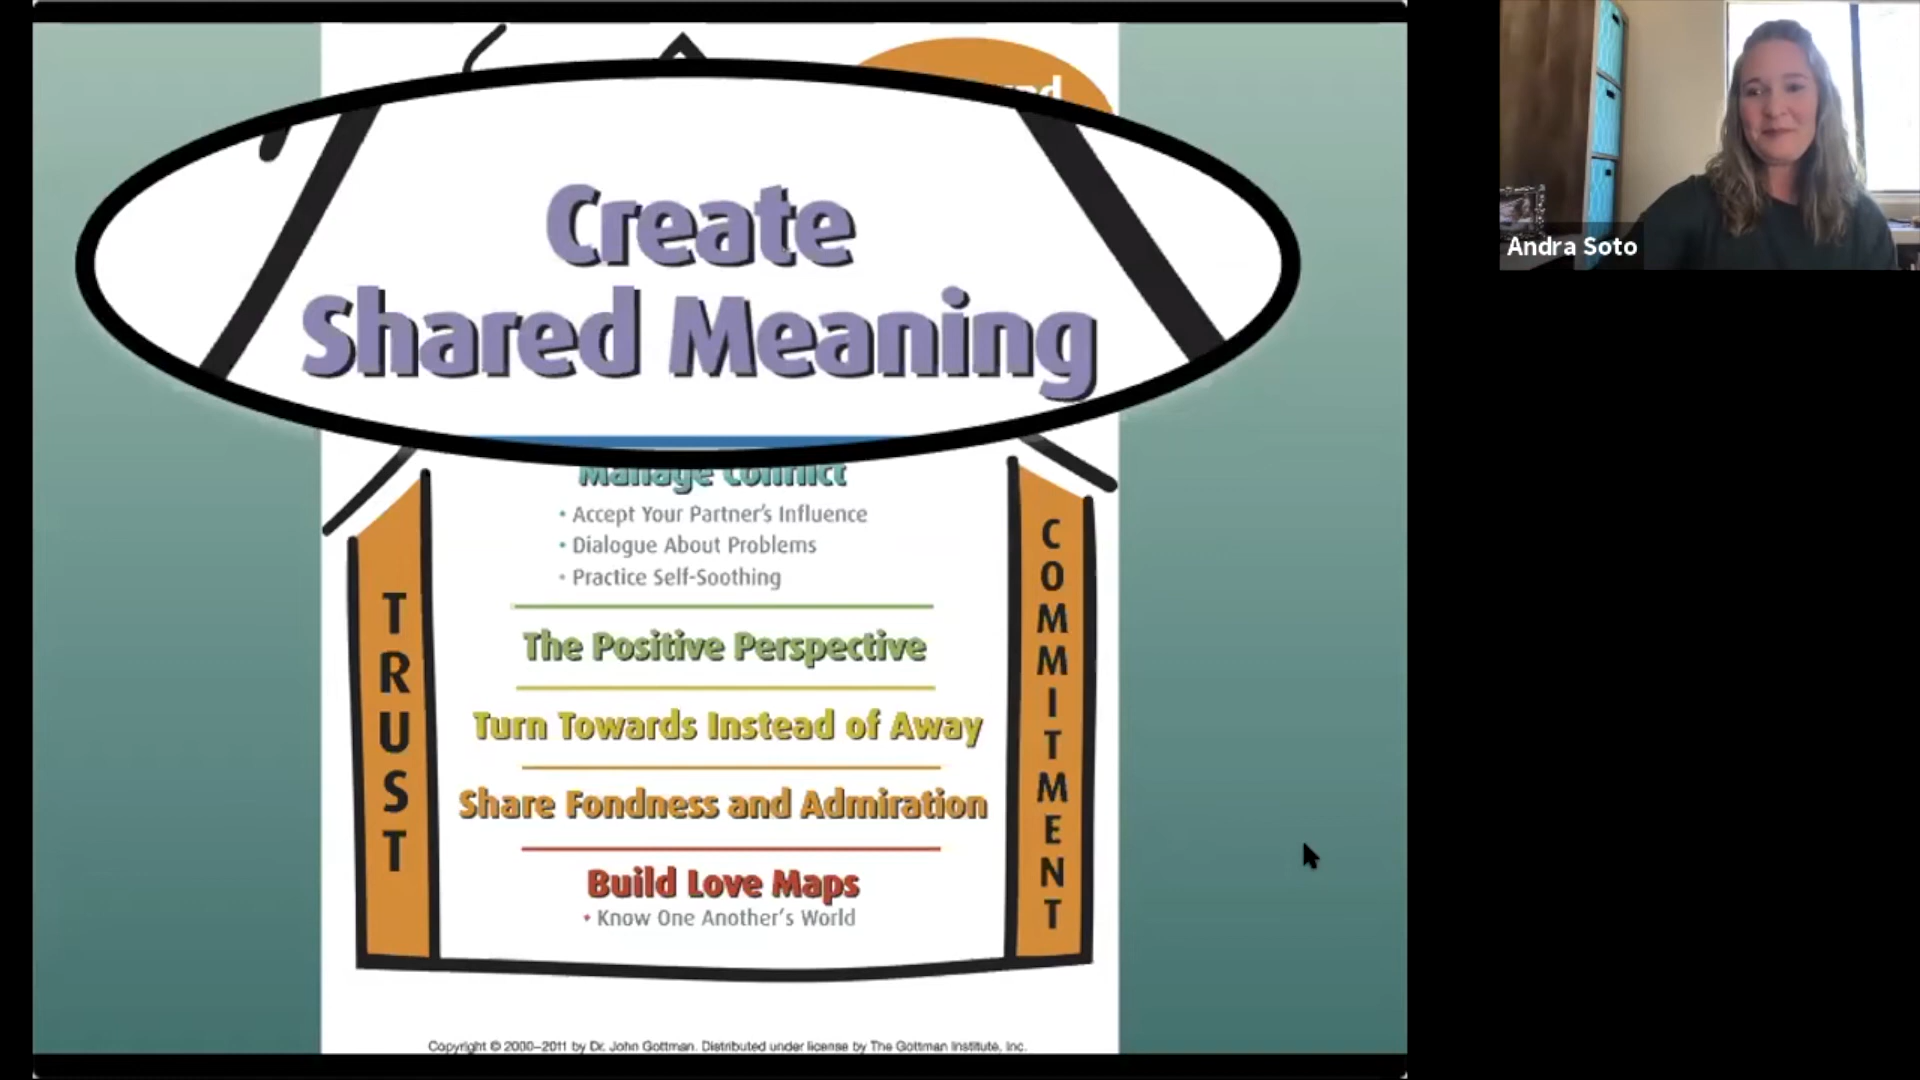 Create
Shared Meaning
Manage Conflict
• Accept Your Partner's Influence
• Dialogue About Problems
• Practice Self-Soothing
The Positive Perspective
Turn Towards Instead of Away
Share Fondness and Admiration
Build Love Maps
• Know One Another's World
TRUST
COMMITMENT
Copyright © 2000–2011 by Dr. John Gottman. Distributed under license by The Gottman Institute, Inc.
Andra Soto